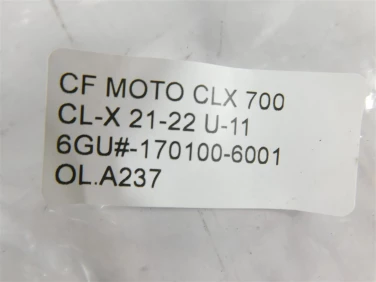 CF MOTO CLX 700
CL-X 21-22 U-11
6GU#-170100-6001
OL.A237